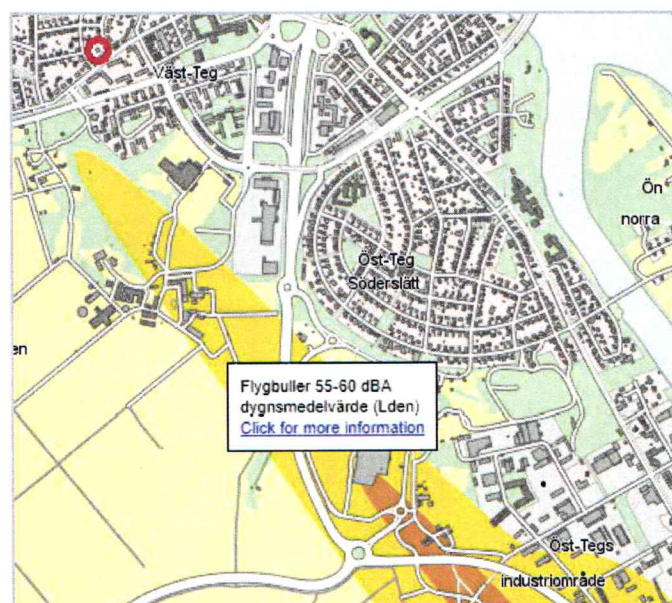 Väst-Teg
Ön
norra
Öst-Teg
Söderslätt
en
Flygbuller 55-60 dBA
dygnsmedelvärde (Lden)
Click for more information
Öst-Tegs
industriområde